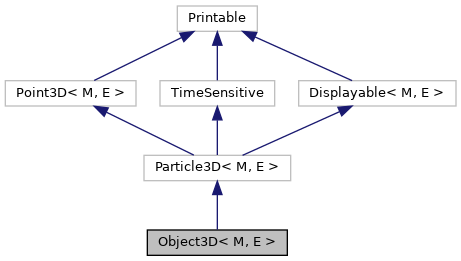 Printable
Point3D< M, E >
TimeSensitive
Displayable< M, E >
Particle3D< M, E >
Object3D< M, E >